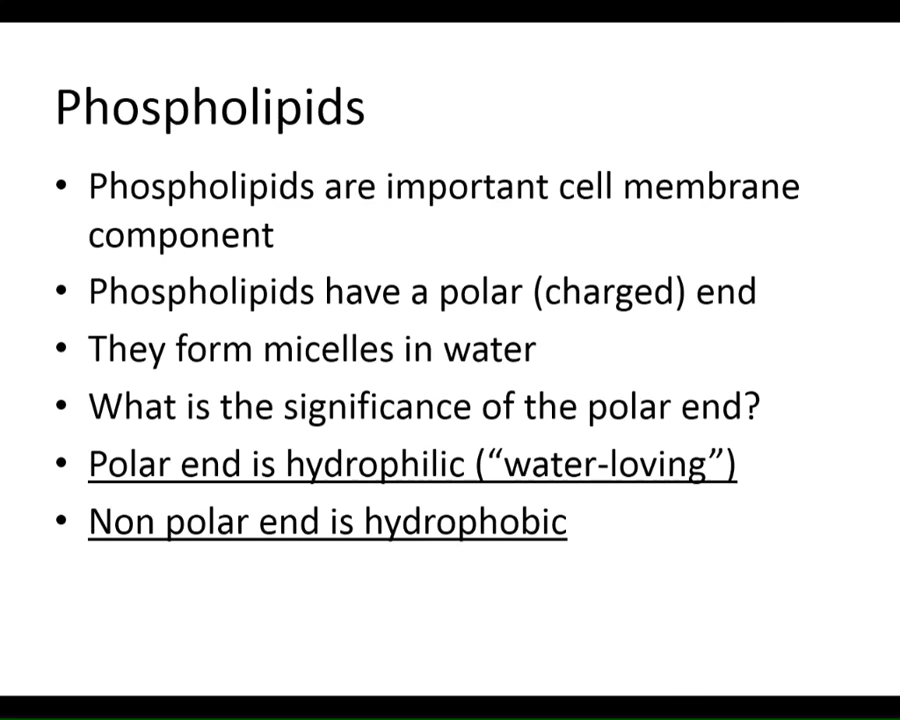 Phospholipids
• Phospholipids are important cell membrane
component
• Phospholipids have a polar (charged) end
• They form micelles in water
• What is the significance of the polar end?
• Polar end is hydrophilic (“water-loving”)
• Non polar end is hydrophobic